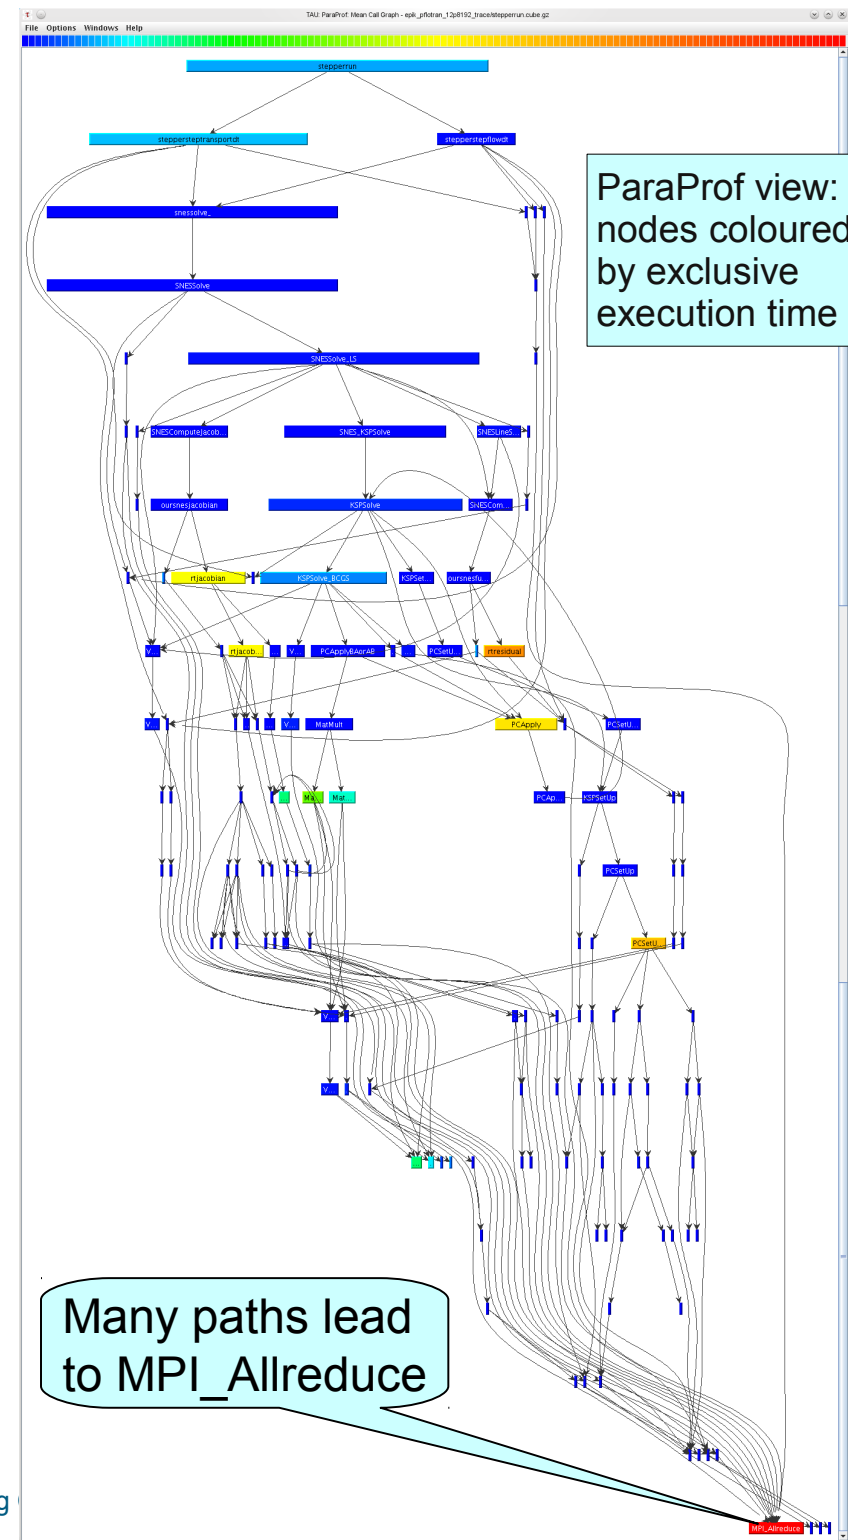 TAU: ParaProf: Mean Call Graph - epik_pflotran_12p8192_trace/stepperrun.cube.gz
File Options Windows Help
stepperrun
steppersteptransportdt
stepperstepflowdt
ParaProf view:
nodes coloured
by exclusive
execution time
snessolve_
SNESSolve
SNESSolve_LS
SNESComputeJacob...
SNES_KSPSolve
SNESLineS...
oursnesjacobian
KSPSolve
SNESCom...
rtjacobian
KSPSolve_BCGS
KSPSet...
oursnesfu...
V...
rtjacob...
...
V...
PCApplyBAorAB
...
PCSetU...
rtresidual
V...
...
V...
MatMult
PCApply
PCSetU...
Ma...
Mat...
PCAp...
KSPSetUp
PCSetUp
PCSetU...
V...
V...
Many paths lead
to MPI_Allreduce
g
MPI_Allreduce